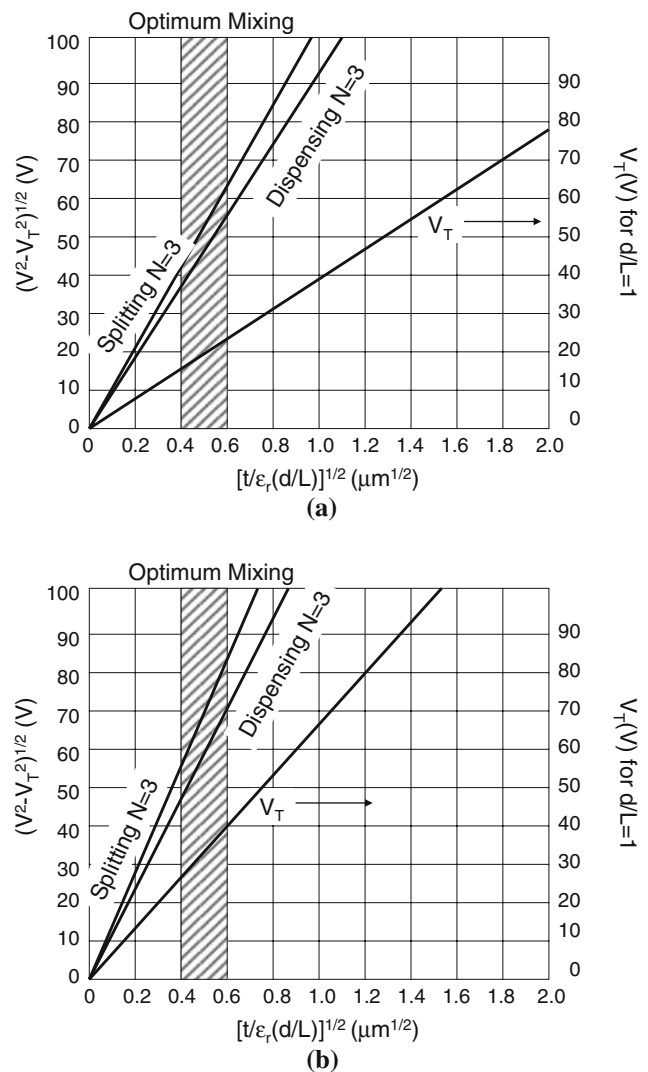 Optimum Mixing
100
90
80
70
60
50
40
30
20
10
0
(V²-V_T²)^1/2 (V)
Splitting N=3
Dispensing N=3
V_T
90
80
70
60
50
40
30
20
10
0
V_T(V) for d/L=1
0 0.2 0.4 0.6 0.8 1.0 1.2 1.4 1.6 1.8 2.0
[t/ε_r(d/L)]^1/2 (μm^1/2)
(a)
Optimum Mixing
100
90
80
70
60
50
40
30
20
10
0
(V²-V_T²)^1/2 (V)
Splitting N=3
Dispensing N=3
V_T
90
80
70
60
50
40
30
20
10
0
V_T(V) for d/L=1
0 0.2 0.4 0.6 0.8 1.0 1.2 1.4 1.6 1.8 2.0
[t/ε_r(d/L)]^1/2 (μm^1/2)
(b)